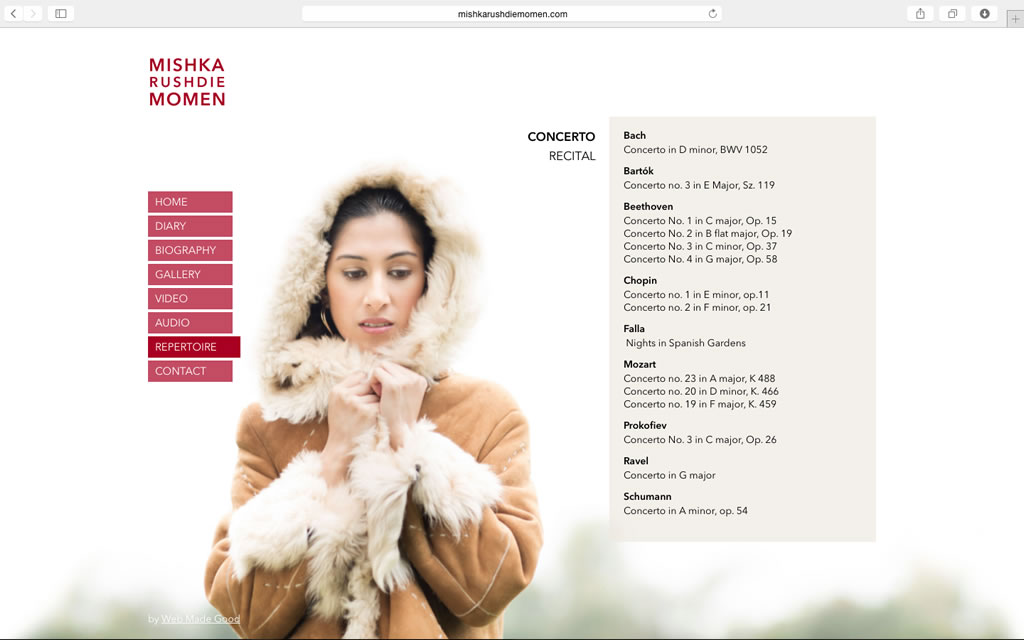 mishkarushdiemomen.com
MISHKA
RUSHDIE
MOMEN
HOME
DIARY
BIOGRAPHY
GALLERY
VIDEO
AUDIO
REPERTOIRE
CONTACT
CONCERTO
RECITAL
Bach
Concerto in D minor, BWV 1052
Bartók
Concerto no. 3 in E Major, Sz. 119
Beethoven
Concerto No. 1 in C major, Op. 15
Concerto No. 2 in B flat major, Op. 19
Concerto No. 3 in C minor, Op. 37
Concerto No. 4 in G major, Op. 58
Chopin
Concerto no. 1 in E minor, op.11
Concerto no. 2 in F minor, op. 21
Falla
Nights in Spanish Gardens
Mozart
Concerto no. 23 in A major, K 488
Concerto no. 20 in D minor, K. 466
Concerto no. 19 in F major, K. 459
Prokofiev
Concerto No. 3 in C major, Op. 26
Ravel
Concerto in G major
Schumann
Concerto in A minor, op. 54
by Web Made Good